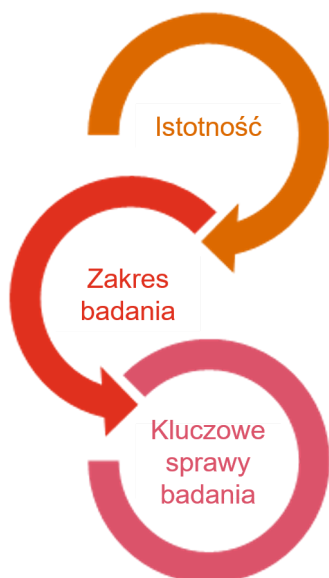 Istotność
Zakres
badania
Kluczowe
sprawy
badania